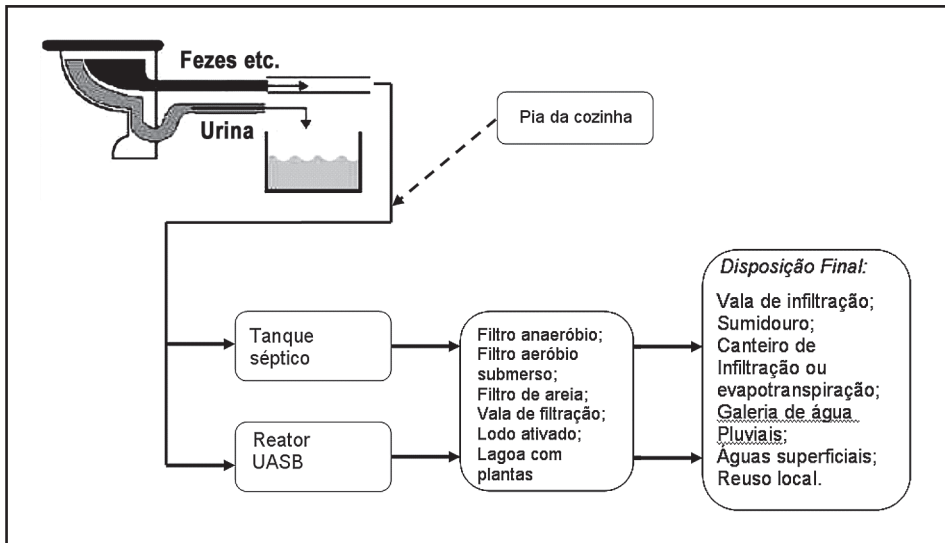 Fezes etc.
Urina
Pia da cozinha
Tanque
séptico
Reator
UASB
Filtro anaeróbio;
Filtro aeróbio
submerso;
Filtro de areia;
Vala de filtração;
Lodo ativado;
Lagoa com
plantas
Disposição Final:
Vala de infiltração;
Sumidouro;
Canteiro de
Infiltração ou
evapotranspiração;
Galeria de água
Pluviais;
Águas superficiais;
Reuso local.